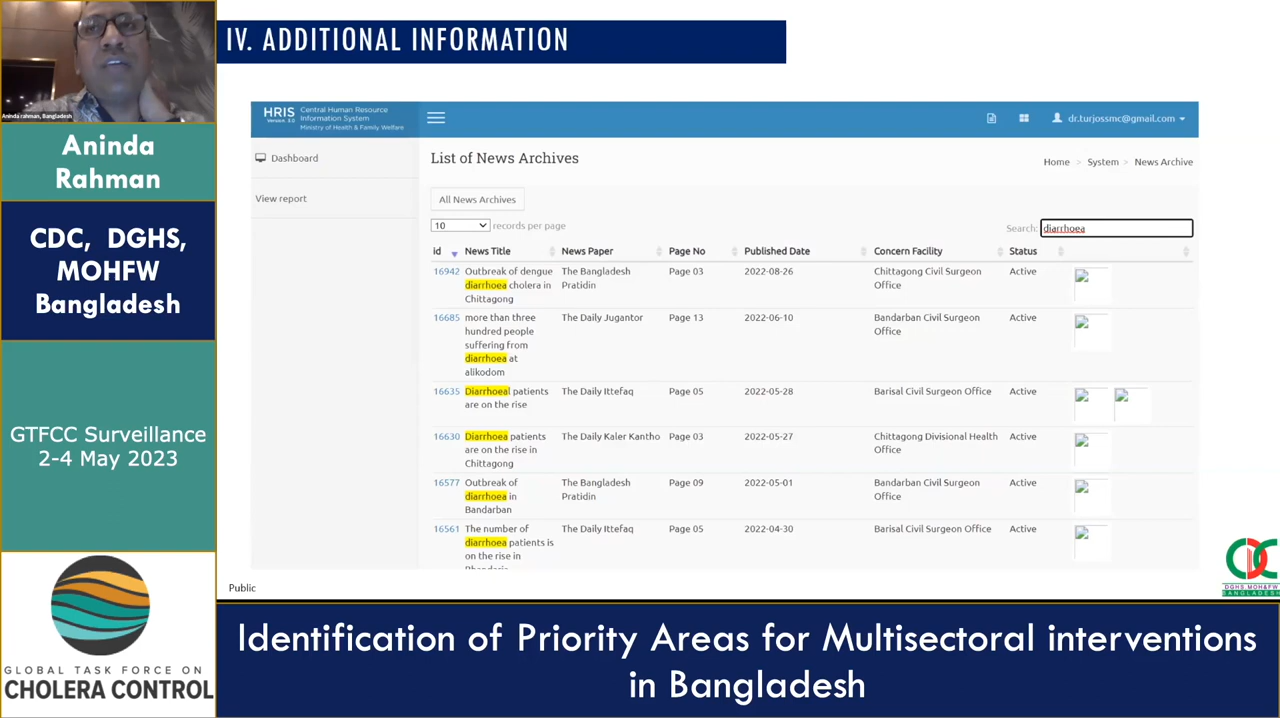 Aninda rahman, Bangladesh
Aninda
Rahman
CDC, DGHS,
MOHFW
Bangladesh
GTFCC Surveillance
2-4 May 2023
GLOBAL TASK FORCE ON
CHOLERA CONTROL
IV. ADDITIONAL INFORMATION
HRIS
Version. 3.0
Central Human Resource
Information System
Ministry of Health & Family Welfare
dr.turjossmc@gmail.com
Dashboard
View report
List of News Archives
Home > System > News Archive
All News Archives
10 records per page
Search: diarrhoea
id News Title News Paper Page No Published Date Concern Facility Status
16942 Outbreak of dengue The Bangladesh Page 03 2022-08-26 Chittagong Civil Surgeon Active
diarrhoea cholera in Pratidin Office
Chittagong
16685 more than three The Daily Jugantor Page 13 2022-06-10 Bandarban Civil Surgeon Active
hundred people Office
suffering from
diarrhoea at
alikodom
16635 Diarrhoeal patients The Daily Ittefaq Page 05 2022-05-28 Barisal Civil Surgeon Office Active
are on the rise
16630 Diarrhoea patients The Daily Kaler Kantho Page 03 2022-05-27 Chittagong Divisional Health Active
are on the rise in Office
Chittagong
16577 Outbreak of The Bangladesh Page 09 2022-05-01 Bandarban Civil Surgeon Active
diarrhoea in Pratidin Office
Bandarban
16561 The number of The Daily Ittefaq Page 05 2022-04-30 Barisal Civil Surgeon Office Active
diarrhoea patients is
on the rise in
Public
CDC
DGHS.MOH&FW
BANGLADESH
Identification of Priority Areas for Multisectoral interventions
in Bangladesh